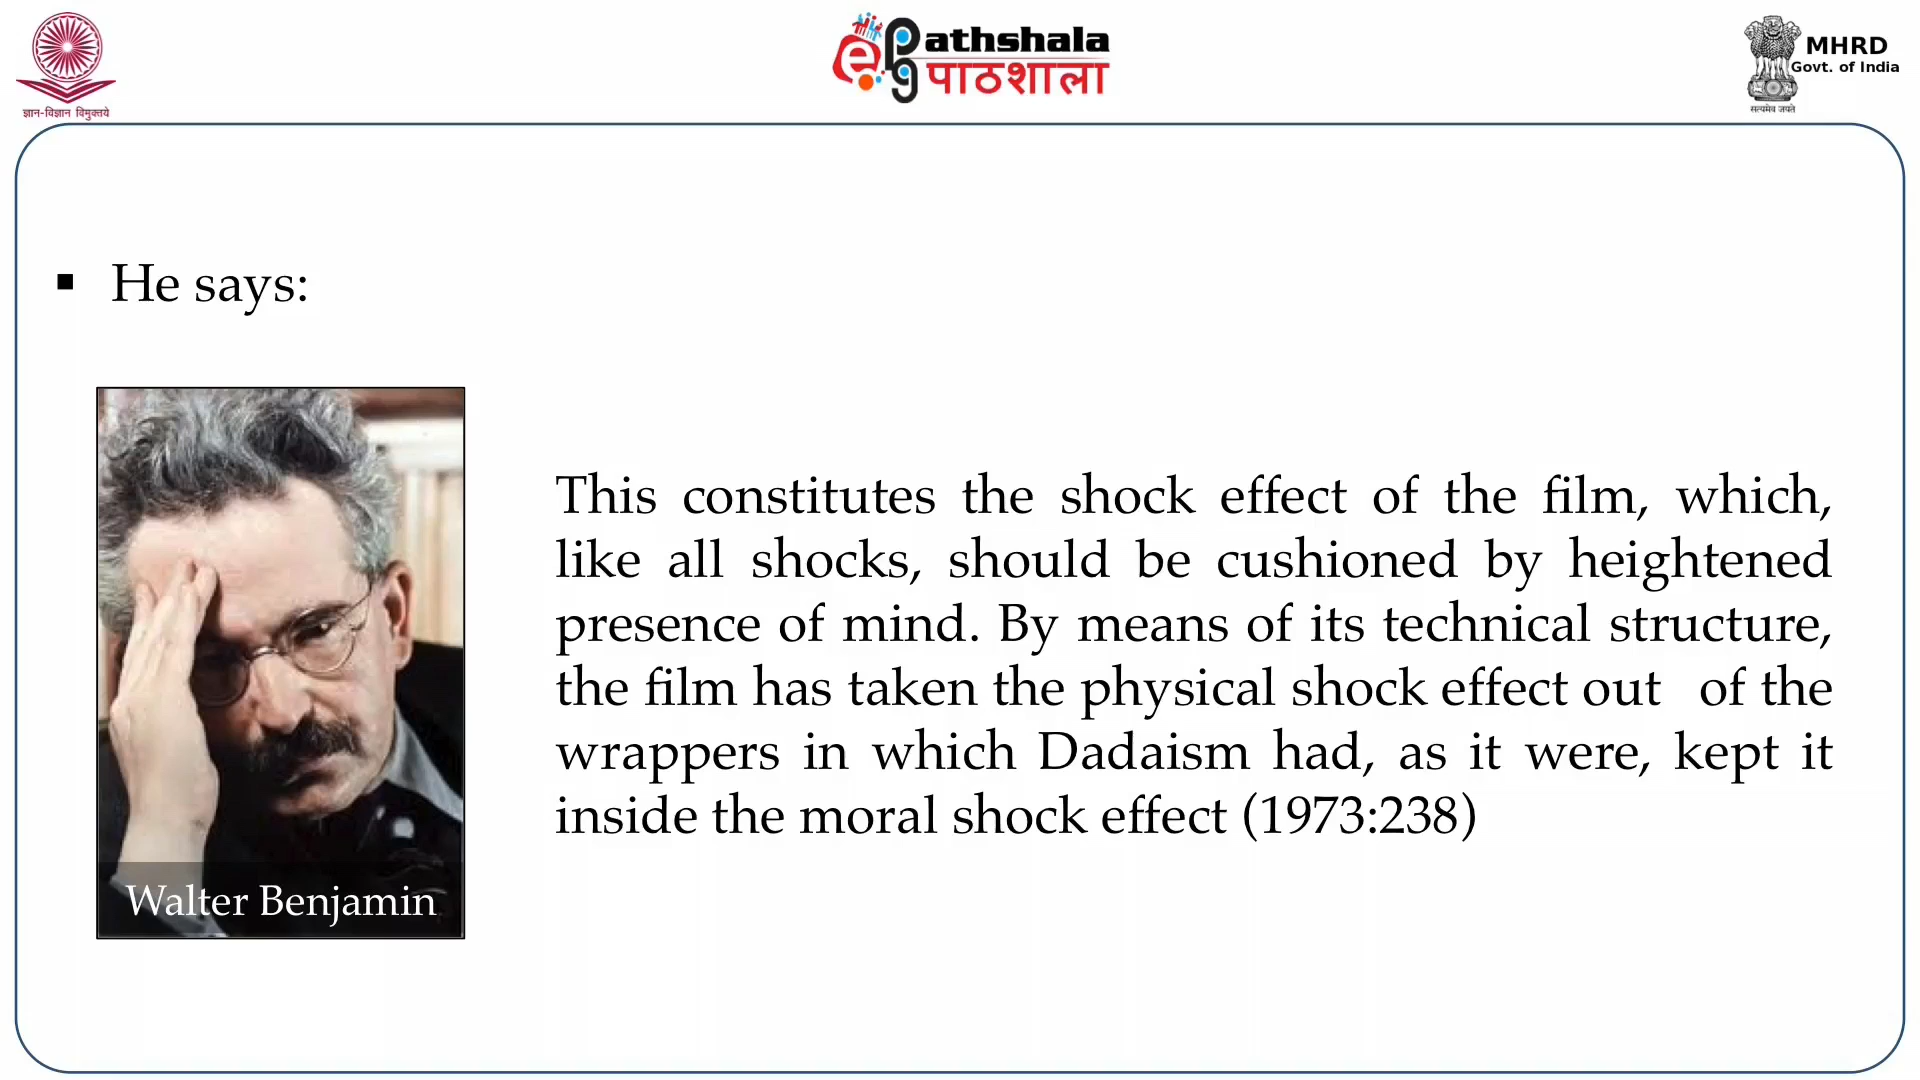 ज्ञान-विज्ञान विमुक्तये
ePG Pathshala
पाठशाला
MHRD
Govt. of India
सत्यमेव जयते
▪ He says:
This constitutes the shock effect of the film, which,
like all shocks, should be cushioned by heightened
presence of mind. By means of its technical structure,
the film has taken the physical shock effect out of the
wrappers in which Dadaism had, as it were, kept it
inside the moral shock effect (1973:238)
Walter Benjamin